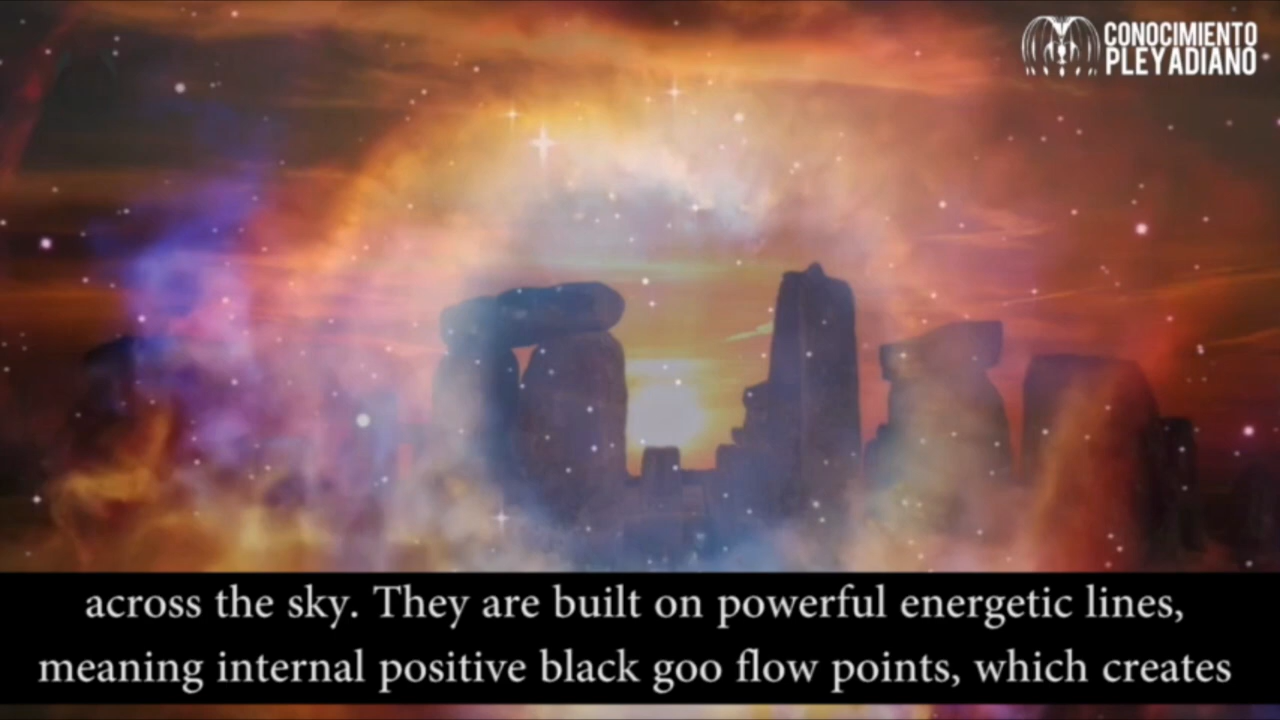 CONOCIMIENTO
PLEYADIANO
across the sky. They are built on powerful energetic lines,
meaning internal positive black goo flow points, which creates